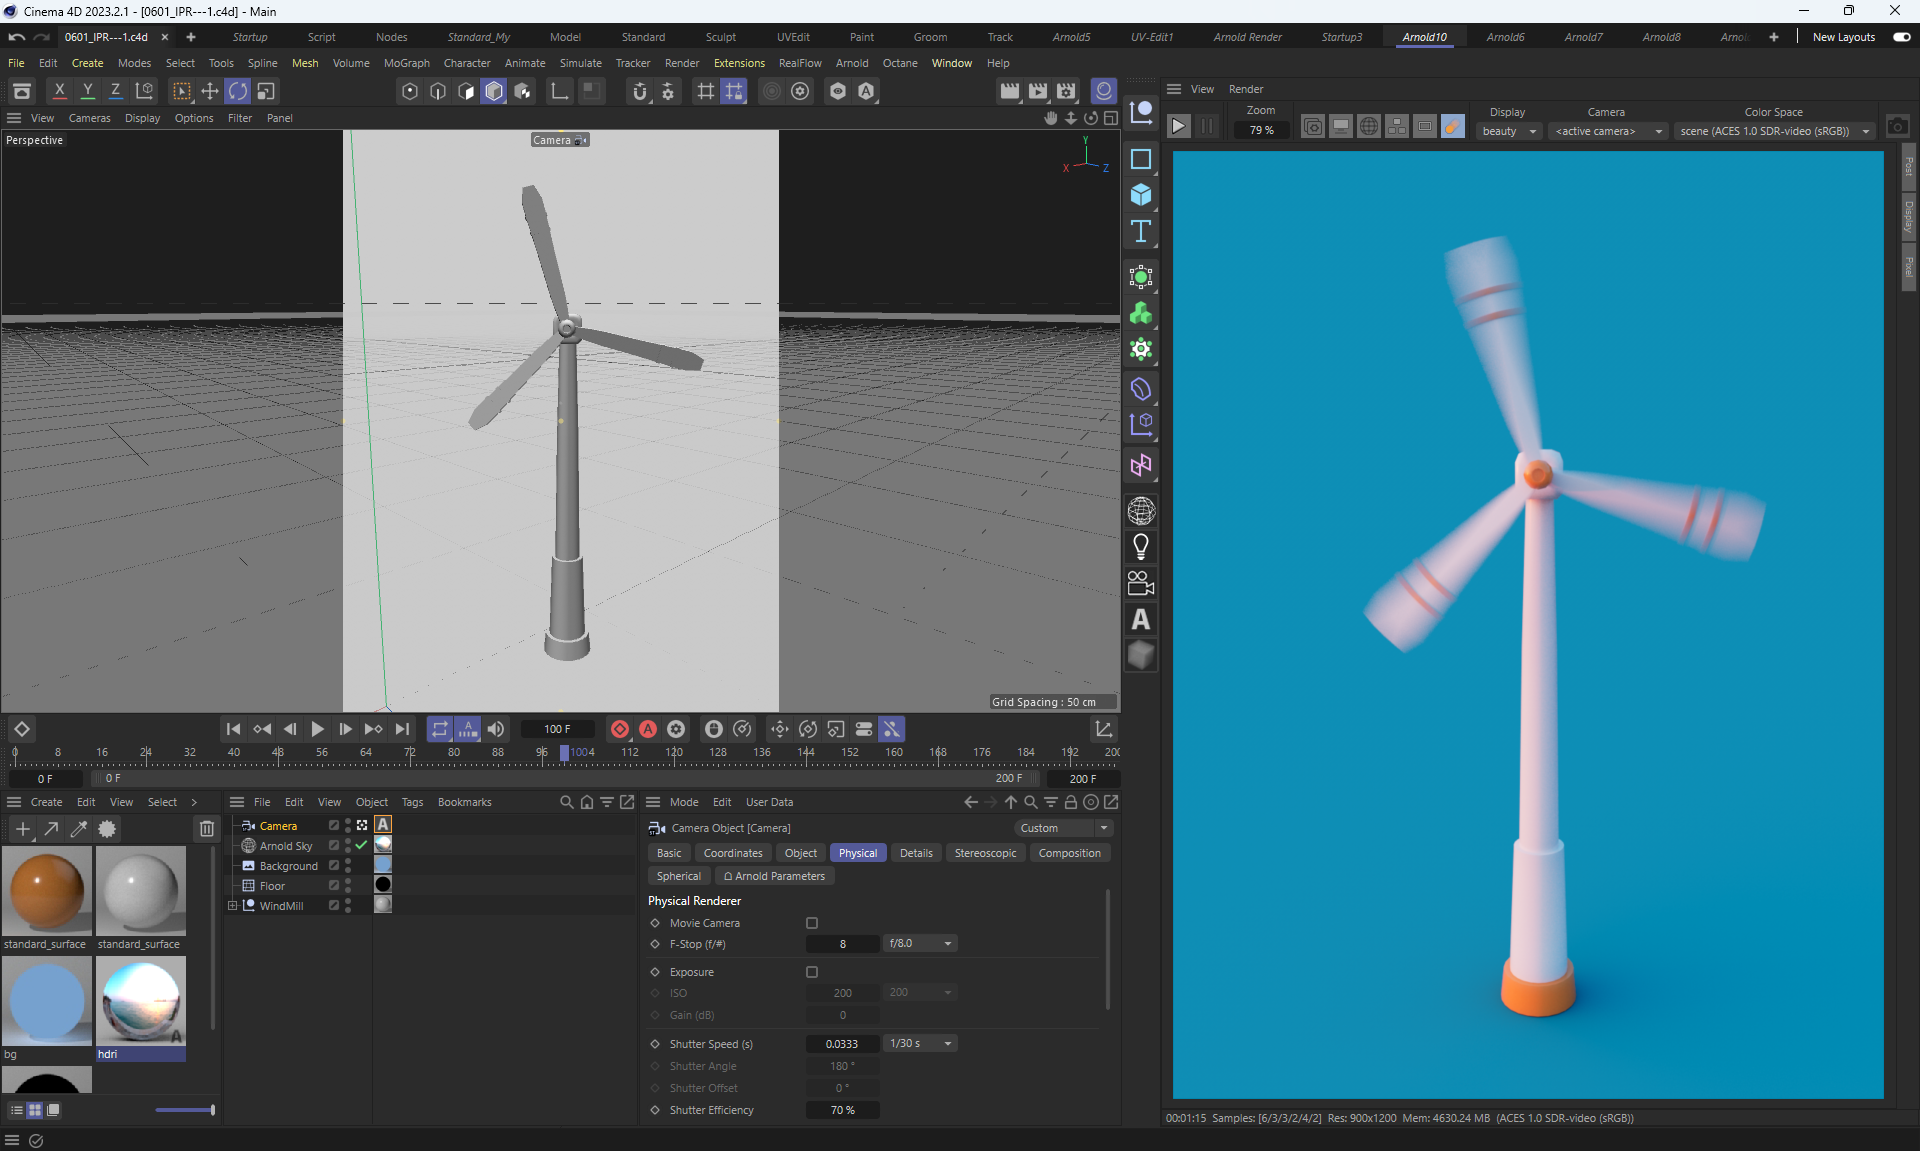 Cinema 4D 2023.2.1 - [0601_IPR---1.c4d] - Main
0601_IPR---1.c4d × + Startup Script Nodes Standard_My Model Standard Sculpt UVEdit Paint Groom Track Arnold5 UV-Edit1 Arnold Render Startup3 Arnold10 Arnold6 Arnold7 Arnold8 + New Layouts
File Edit Create Modes Select Tools Spline Mesh Volume MoGraph Character Animate Simulate Tracker Render Extensions RealFlow Arnold Octane Window Help
X Y Z
View Render
View Cameras Display Options Filter Panel
Zoom Display Camera Color Space
79 % beauty <active camera> scene (ACES 1.0 SDR-video (sRGB))
Perspective
Camera
Y
X Z
Post
Display
Pixel
T
A
Grid Spacing : 50 cm
100 F
0 8 16 24 32 40 48 56 64 72 80 88 96 1004 112 120 128 136 144 152 160 168 176 184 192 200
0 F 0 F 200 F 200 F
Create Edit View Select >
File Edit View Object Tags Bookmarks
Mode Edit User Data
Camera
Arnold Sky
Background
Floor
WindMill
standard_surface standard_surface
bg hdri
Camera Object [Camera] Custom
Basic Coordinates Object Physical Details Stereoscopic Composition
Spherical Arnold Parameters
Physical Renderer
Movie Camera
F-Stop (f/#) 8 f/8.0
Exposure
ISO 200 200
Gain (dB) 0
Shutter Speed (s) 0.0333 1/30 s
Shutter Angle 180 °
Shutter Offset 0 °
Shutter Efficiency 70 %
00:01:15 Samples: [6/3/3/2/4/2] Res: 900x1200 Mem: 4630.24 MB (ACES 1.0 SDR-video (sRGB))